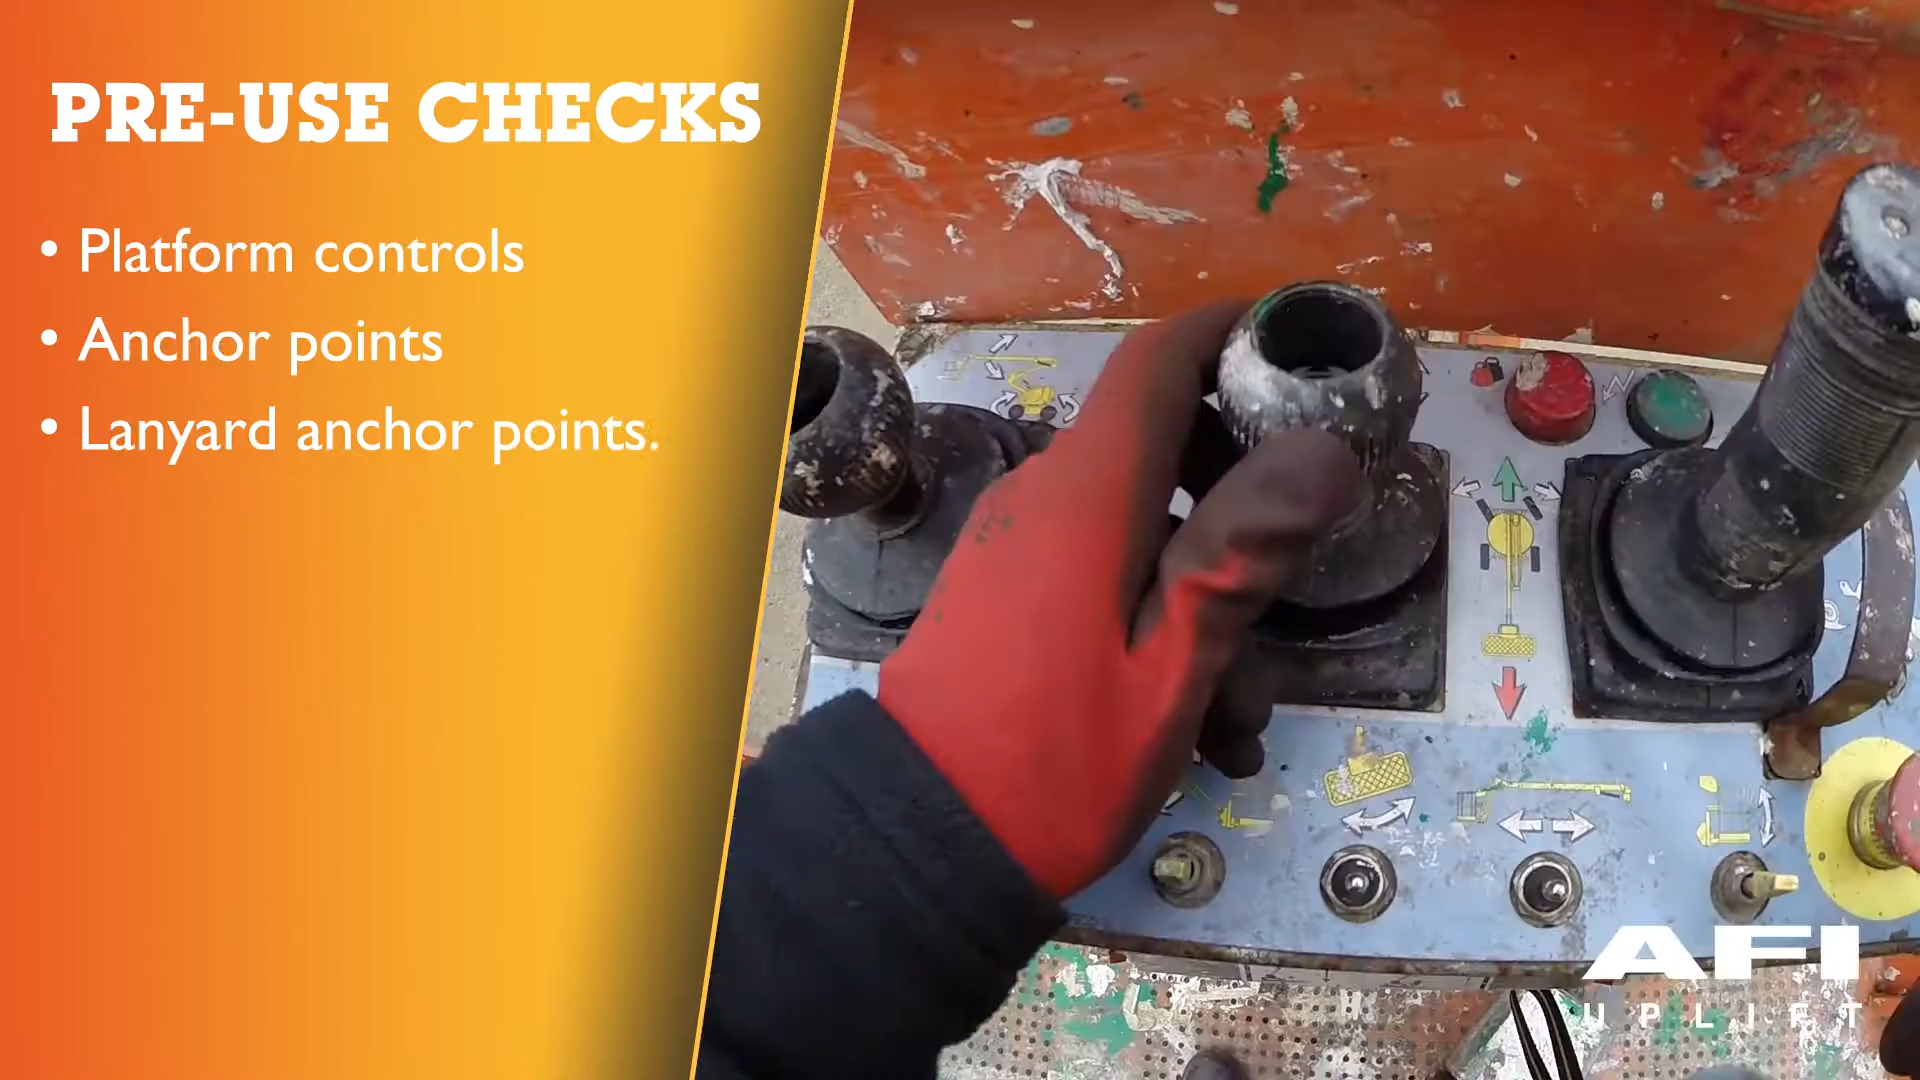 PRE-USE CHECKS
• Platform controls
• Anchor points
• Lanyard anchor points.
AFI
UPLIFT